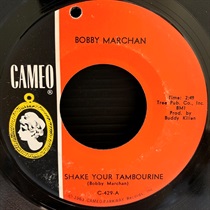 BOBBY MARCHAN
CAMEO
®
Time: 2:49
Tree Pub. Co., Inc.
BMI
Prod. by
Buddy Killen
SHAKE YOUR TAMBOURINE
(Bobby Marchan)
C-429-A